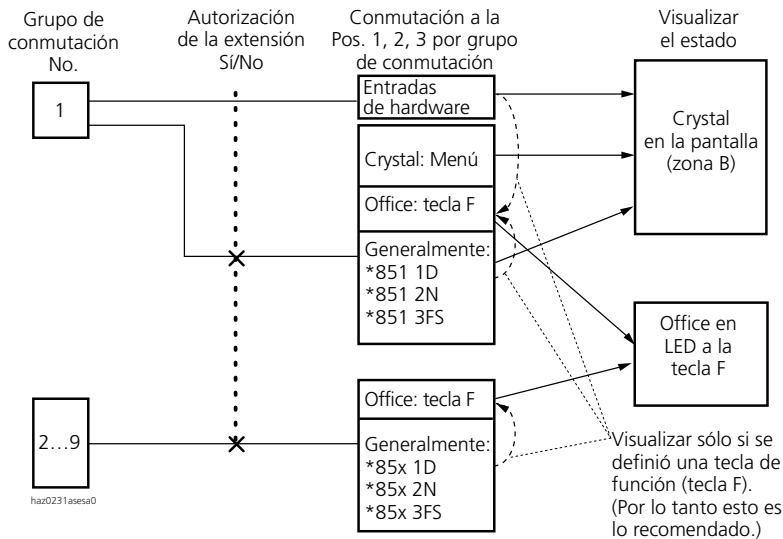 Grupo de
conmutación
No.
Autorización
de la extensión
Sí/No
Conmutación a la
Pos. 1, 2, 3 por grupo
de conmutación
Visualizar
el estado
1
Entradas
de hardware
Crystal: Menú
Office: tecla F
Generalmente:
*851 1D
*851 2N
*851 3FS
Crystal
en la pantalla
(zona B)
Office en
LED a la
tecla F
2...9
Office: tecla F
Generalmente:
*85x 1D
*85x 2N
*85x 3FS
Visualizar sólo si se
definió una tecla de
función (tecla F).
(Por lo tanto esto es
lo recomendado.)
haz0231asesa0